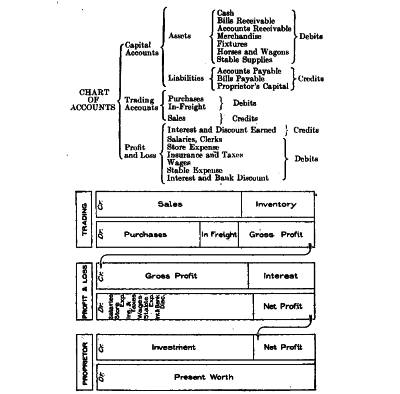 CHART
OF
ACCOUNTS
Capital
Accounts
Assets
Cash
Bills Receivable
Accounts Receivable
Merchandise
Fixtures
Horses and Wagons
Stable Supplies
Debits
Liabilities
Accounts Payable
Bills Payable
Proprietor's Capital
Credits
Trading
Accounts
Purchases
In-Freight
Debits
Sales
Credits
Profit
and Loss
Interest and Discount Earned
Credits
Salaries, Clerks
Store Expense
Insurance and Taxes
Wages
Stable Expense
Interest and Bank Discount
Debits
TRADING
Cr. Sales Inventory
Dr. Purchases In Freight Gross Profit
PROFIT & LOSS
Cr. Gross Profit Interest
Dr. Salaries
Store Exp.
Ins. &
Taxes
Wages
Stable
Exp.
Int. & Bank
Disc.
Net Profit
PROPRIETOR
Cr. Investment Net Profit
Dr. Present Worth